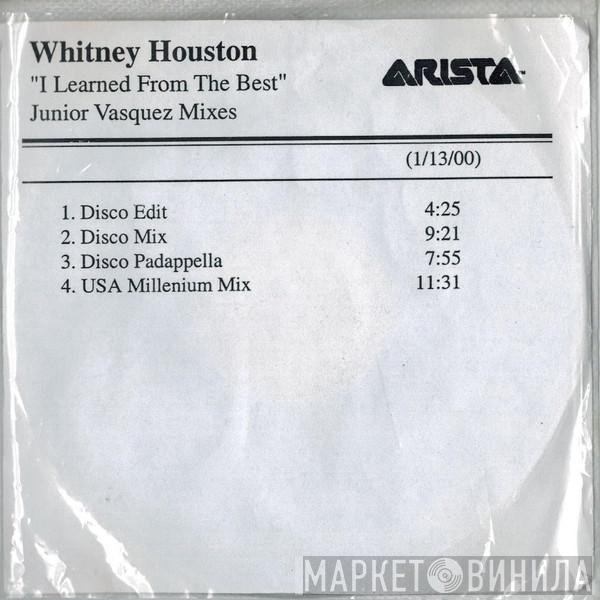 Whitney Houston
ARISTA™
"I Learned From The Best"
Junior Vasquez Mixes
(1/13/00)
1. Disco Edit 4:25
2. Disco Mix 9:21
3. Disco Padappella 7:55
4. USA Millenium Mix 11:31
МАРКЕТ ВИНИЛА